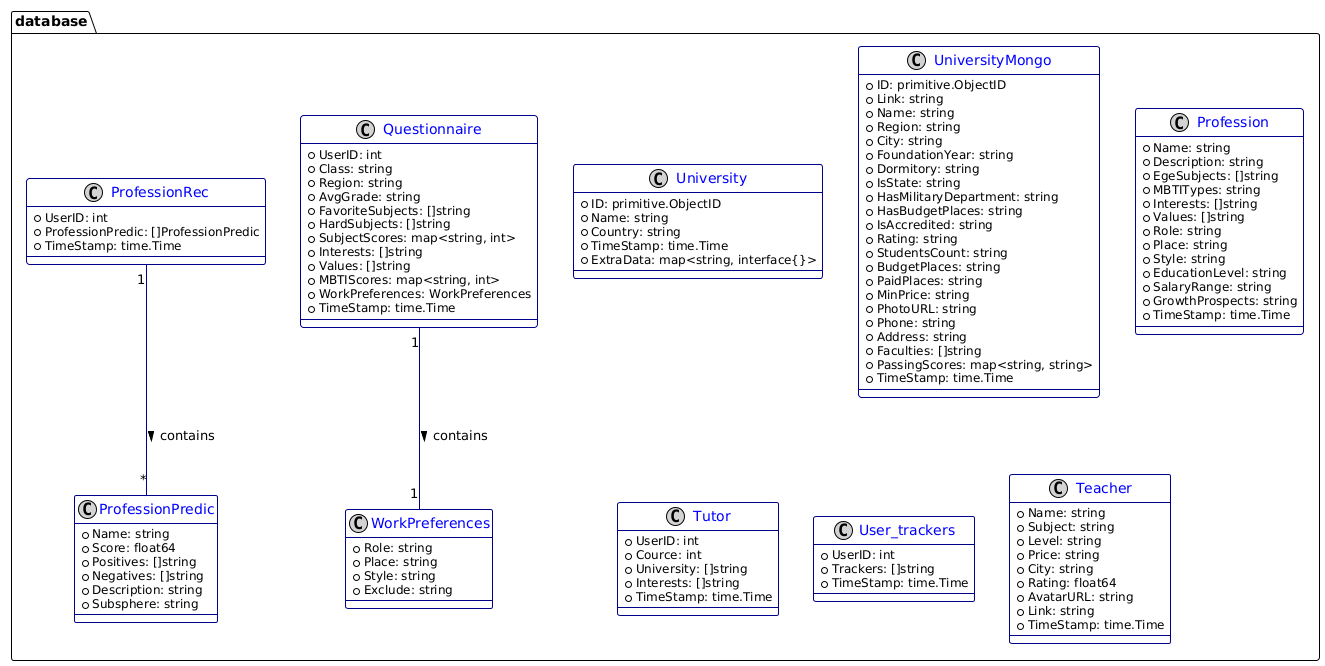 database
C ProfessionRec
UserID: int
ProfessionPredic: []ProfessionPredic
TimeStamp: time.Time
C Questionnaire
UserID: int
Class: string
Region: string
AvgGrade: string
FavoriteSubjects: []string
HardSubjects: []string
SubjectScores: map<string, int>
Interests: []string
Values: []string
MBTIScores: map<string, int>
WorkPreferences: WorkPreferences
TimeStamp: time.Time
C University
ID: primitive.ObjectID
Name: string
Country: string
TimeStamp: time.Time
ExtraData: map<string, interface{}>
C UniversityMongo
ID: primitive.ObjectID
Link: string
Name: string
Region: string
City: string
FoundationYear: string
Dormitory: string
IsState: string
HasMilitaryDepartment: string
HasBudgetPlaces: string
IsAccredited: string
Rating: string
StudentsCount: string
BudgetPlaces: string
PaidPlaces: string
MinPrice: string
PhotoURL: string
Phone: string
Address: string
Faculties: []string
PassingScores: map<string, string>
TimeStamp: time.Time
C Profession
Name: string
Description: string
EgeSubjects: []string
MBTITypes: string
Interests: []string
Values: []string
Role: string
Place: string
Style: string
EducationLevel: string
SalaryRange: string
GrowthProspects: string
TimeStamp: time.Time
1
contains
*
1
contains
1
C ProfessionPredic
Name: string
Score: float64
Positives: []string
Negatives: []string
Description: string
Subsphere: string
C WorkPreferences
Role: string
Place: string
Style: string
Exclude: string
C Tutor
UserID: int
Cource: int
University: []string
Interests: []string
TimeStamp: time.Time
C User_trackers
UserID: int
Trackers: []string
TimeStamp: time.Time
C Teacher
Name: string
Subject: string
Level: string
Price: string
City: string
Rating: float64
AvatarURL: string
Link: string
TimeStamp: time.Time